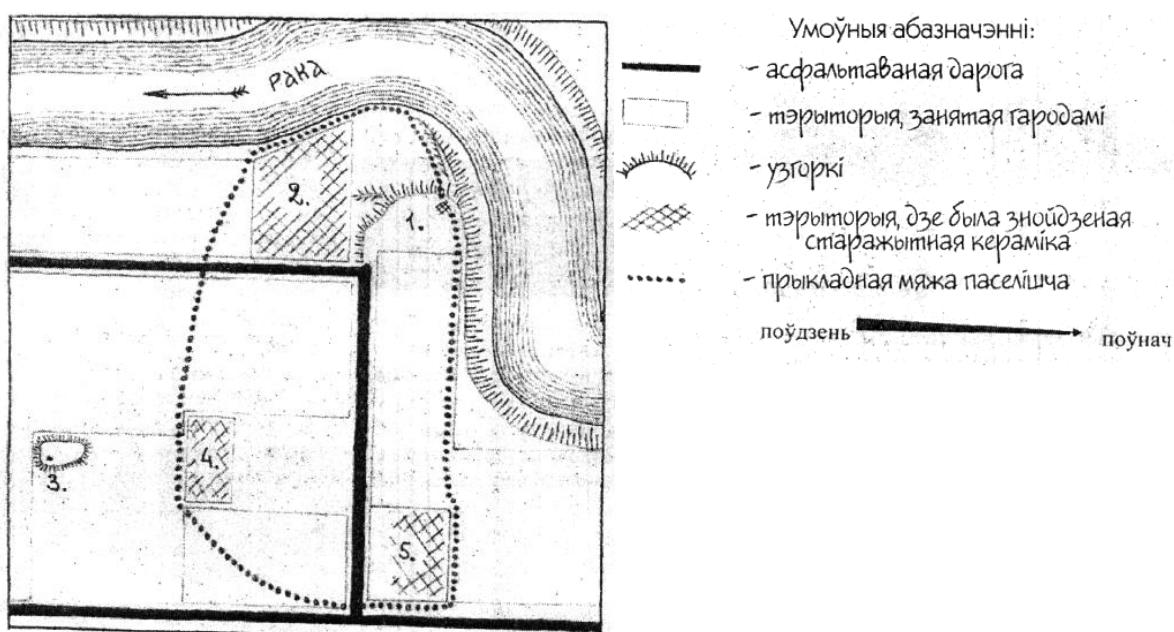 Рака
2.
1.
3.
4.
5.
Умоўныя абазначэнні:
- асфальтаваная дарога
- тэрыторыя, занятая гародамі
- узгоркі
- тэрыторыя, дзе была знойдзеная
старажытная кераміка
- прыкладная мяжа паселішча
поўдзень
поўнач